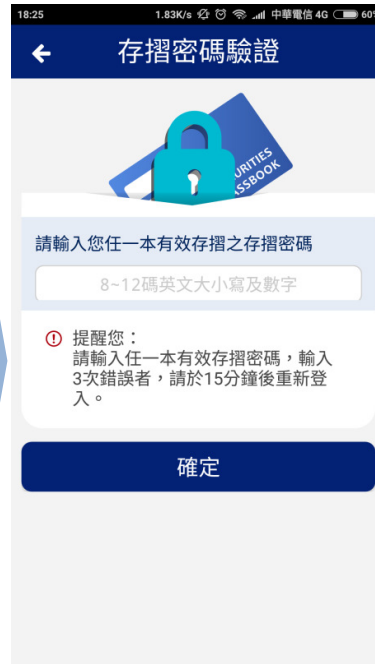 18:25 1.83K/s 中華電信 4G 60%
存摺密碼驗證
URITIES
SSBOOK
請輸入您任一本有效存摺之存摺密碼
8~12碼英文大小寫及數字
提醒您：
請輸入任一本有效存摺密碼，輸入
3次錯誤者，請於15分鐘後重新登
入。
確定